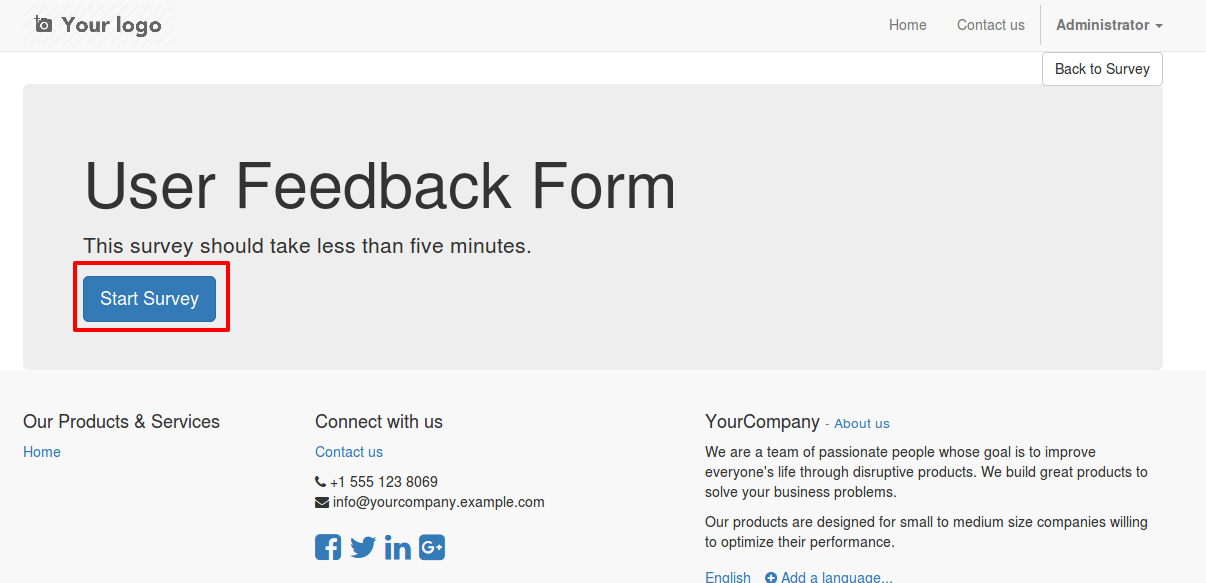 Your logo
Home
Contact us
Administrator
Back to Survey
User Feedback Form
This survey should take less than five minutes.
Start Survey
Our Products & Services
Home
Connect with us
Contact us
+1 555 123 8069
info@yourcompany.example.com
YourCompany - About us
We are a team of passionate people whose goal is to improve
everyone's life through disruptive products. We build great products to
solve your business problems.
Our products are designed for small to medium size companies willing
to optimize their performance.
English
Add a language...